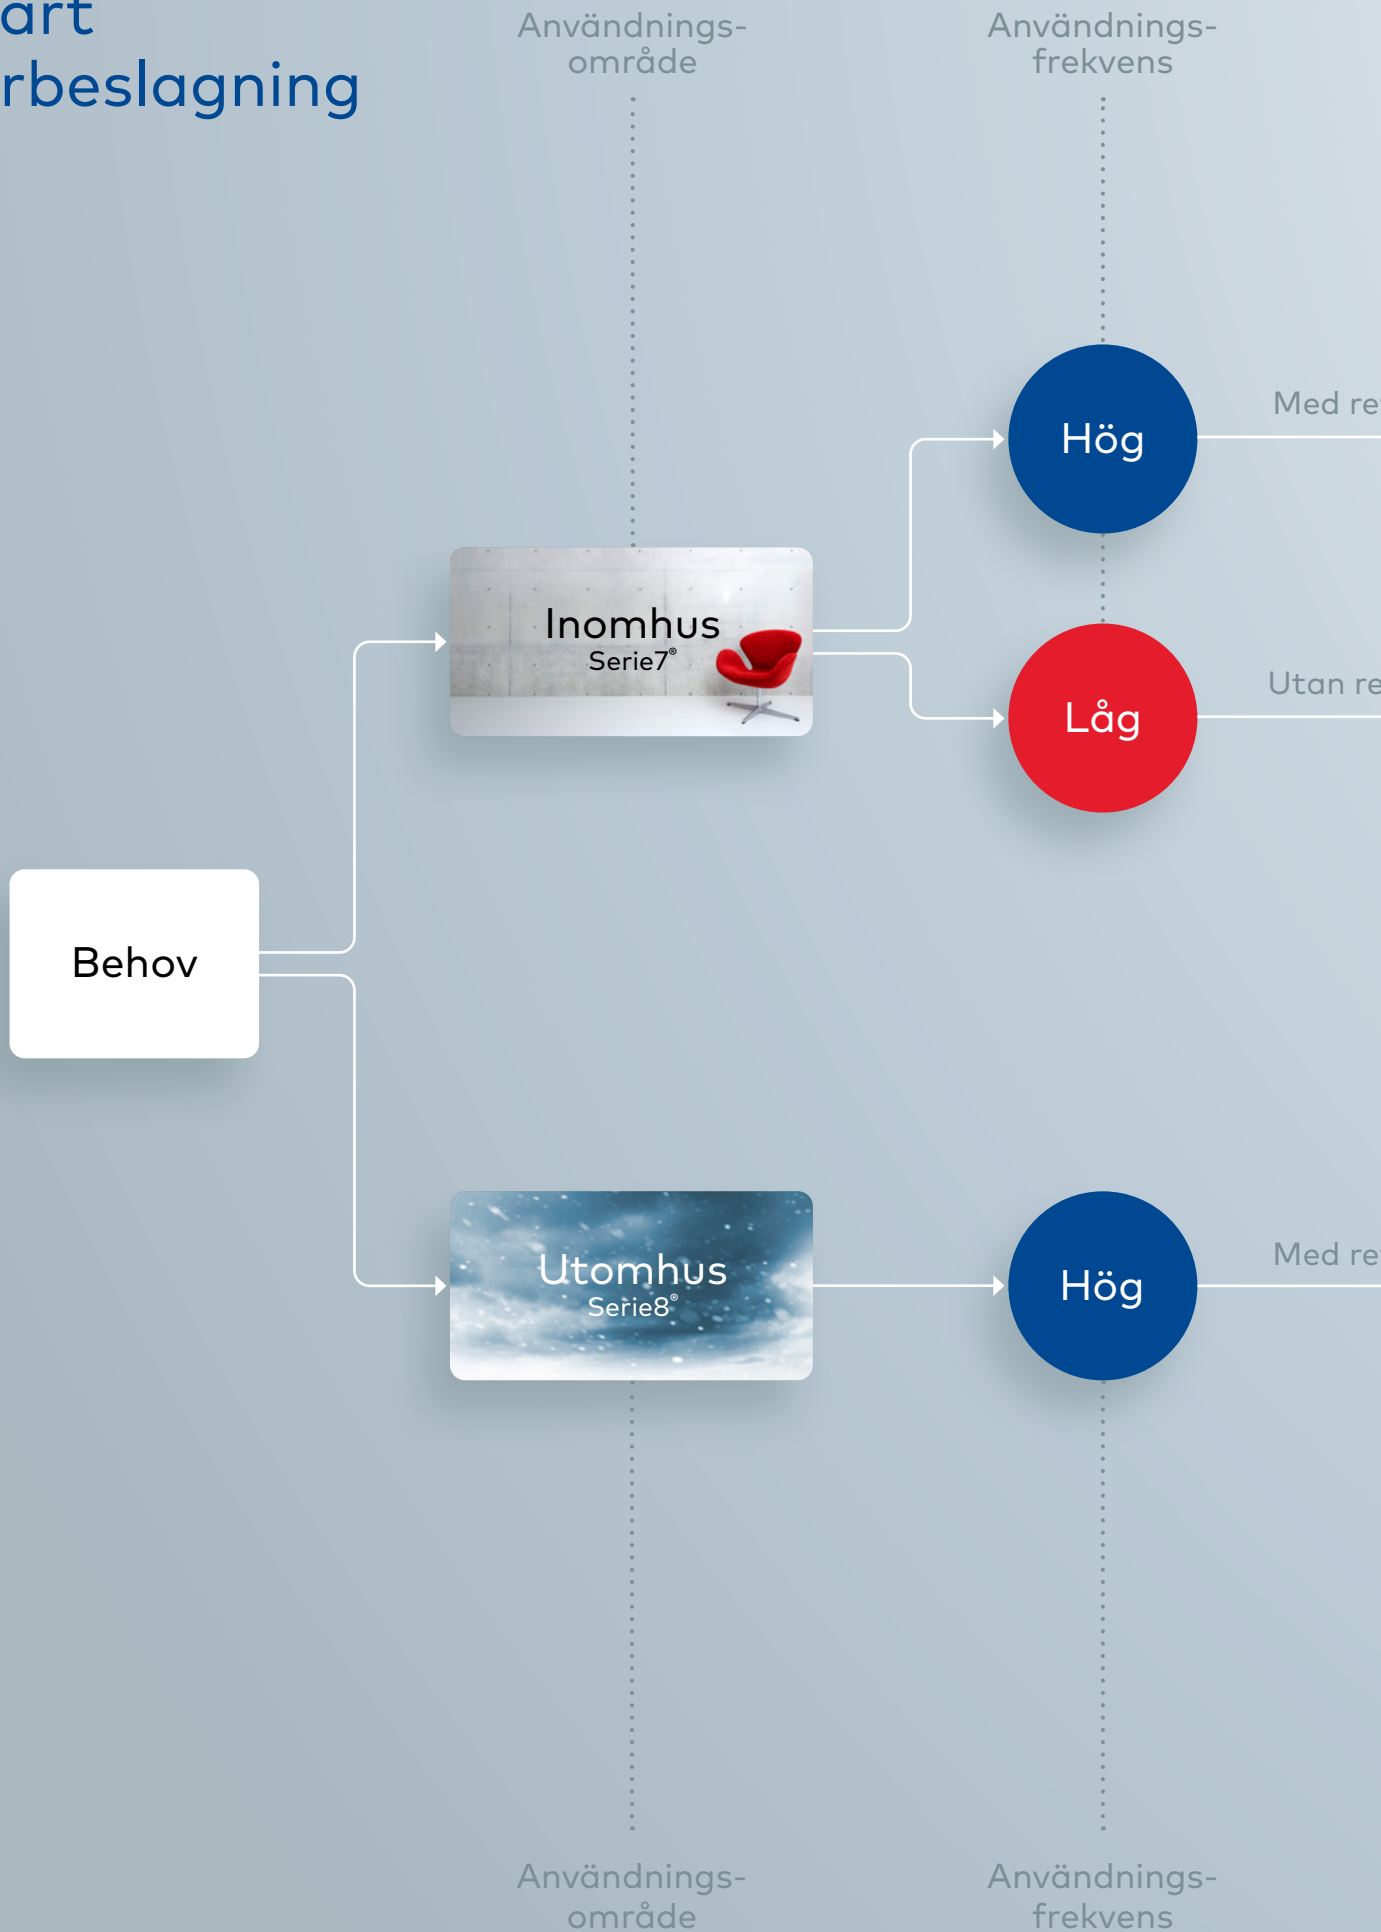 art
rbeslagning
Användnings-
område
Användnings-
frekvens
Hög
Med re
Inomhus
Serie7®
Låg
Utan re
Behov
Utomhus
Serie8®
Hög
Med re
Användnings-
område
Användnings-
frekvens